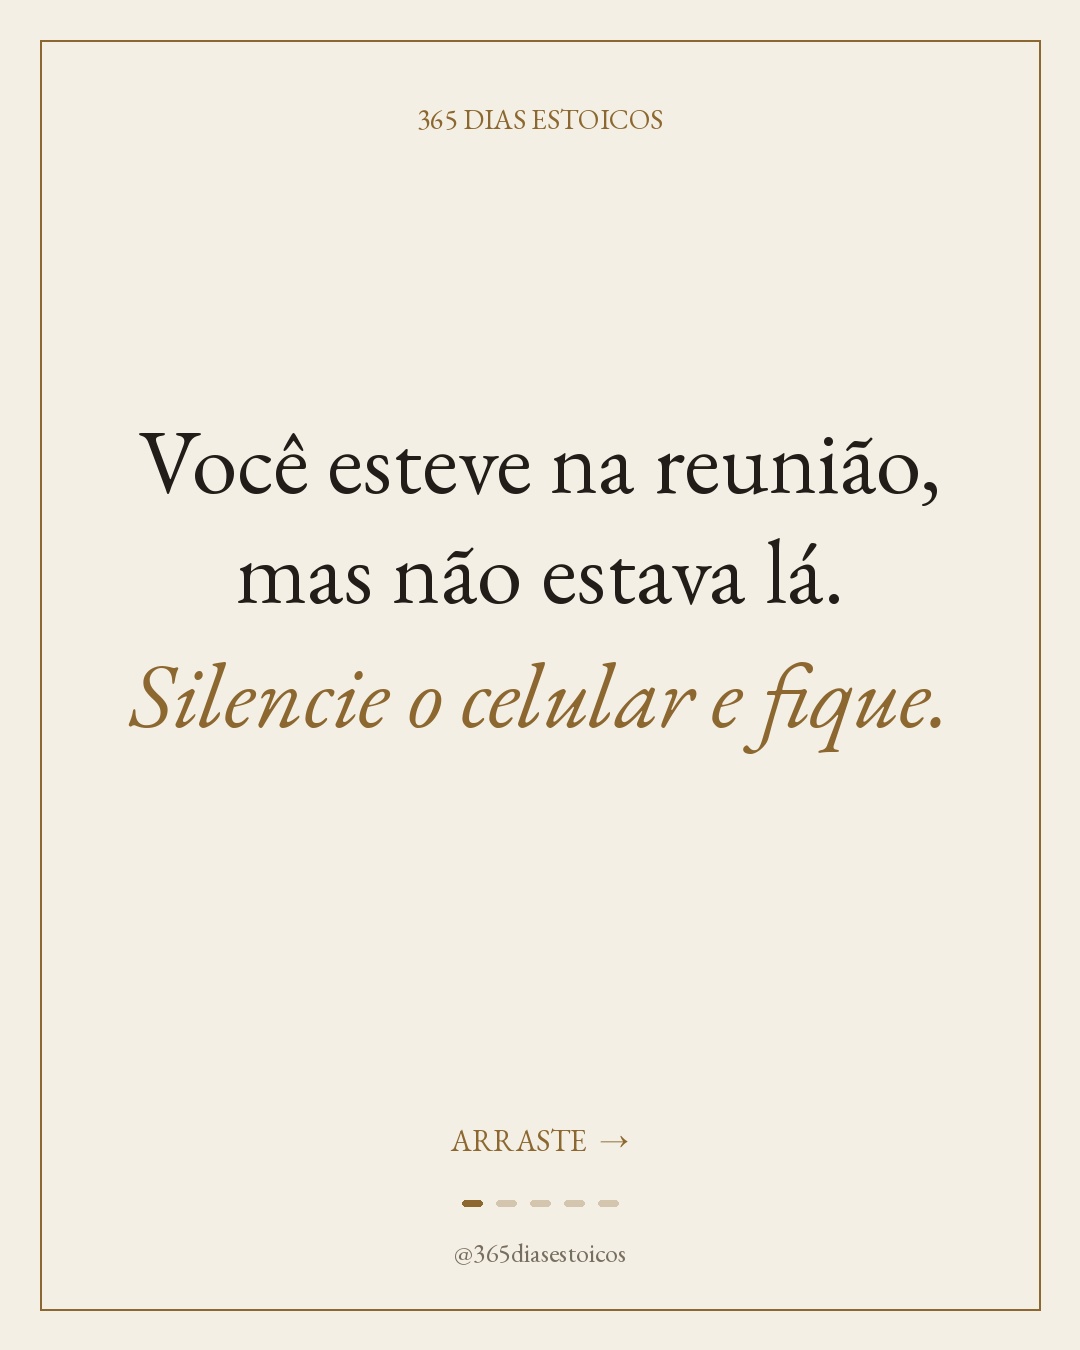 365 DIAS ESTOICOS
Você esteve na reunião,
mas não estava lá.
Silencie o celular e fique.
ARRASTE →
@365diasestoicos